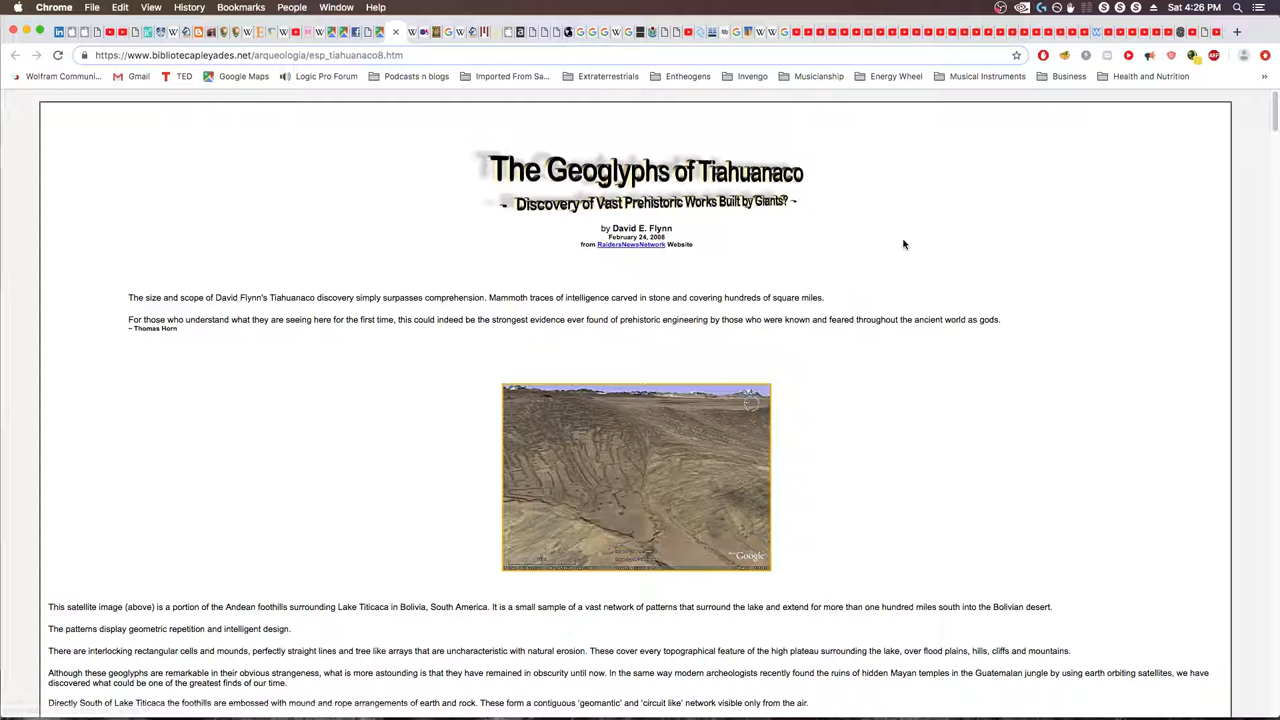 Chrome File Edit View History Bookmarks People Window Help
Sat 4:26 PM
https://www.bibliotecapleyades.net/arqueologia/esp_tiahuanaco8.htm
Wolfram Communi... Gmail TED Google Maps Logic Pro Forum Podcasts n blogs Imported From Sa... Extraterrestrials Entheogens Invengo Musicianship Energy Wheel Musical Instruments Business Health and Nutrition »
The Geoglyphs of Tiahuanaco
- Discovery of Vast Prehistoric Works Built by Giants? -
by David E. Flynn
February 24, 2008
from RaidersNewsNetwork Website
The size and scope of David Flynn's Tiahuanaco discovery simply surpasses comprehension. Mammoth traces of intelligence carved in stone and covering hundreds of square miles.
For those who understand what they are seeing here for the first time, this could indeed be the strongest evidence ever found of prehistoric engineering by those who were known and feared throughout the ancient world as gods.
~ Thomas Horn
Google
This satellite image (above) is a portion of the Andean foothills surrounding Lake Titicaca in Bolivia, South America. It is a small sample of a vast network of patterns that surround the lake and extend for more than one hundred miles south into the Bolivian desert.
The patterns display geometric repetition and intelligent design.
There are interlocking rectangular cells and mounds, perfectly straight lines and tree like arrays that are uncharacteristic with natural erosion. These cover every topographical feature of the high plateau surrounding the lake, over flood plains, hills, cliffs and mountains.
Although these geoglyphs are remarkable in their obvious strangeness, what is more astounding is that they have remained in obscurity until now. In the same way modern archeologists recently found the ruins of hidden Mayan temples in the Guatemalan jungle by using earth orbiting satellites, we have
discovered what could be one of the greatest finds of our time.
Directly South of Lake Titicaca the foothills are embossed with mound and rope arrangements of earth and rock. These form a contiguous 'geomantic' and 'circuit like' network visible only from the air.